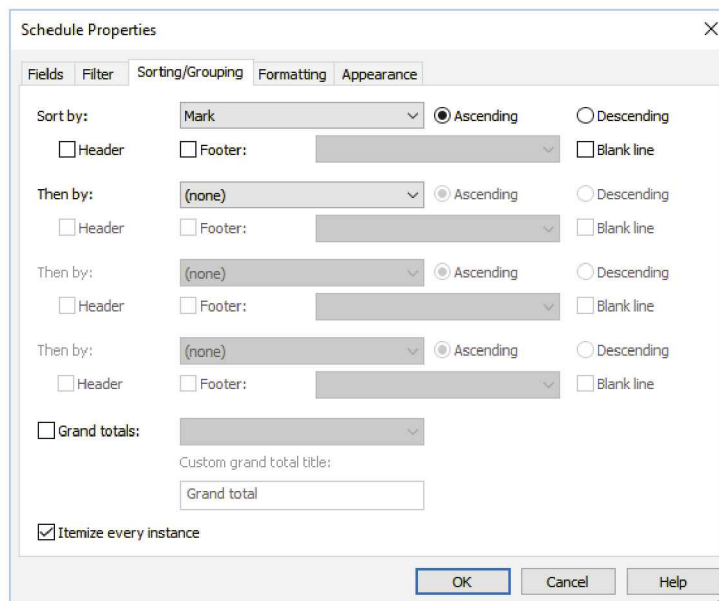 Schedule Properties
Fields Filter Sorting/Grouping Formatting Appearance
Sort by: Mark Ascending Descending
Header Footer: Blank line
Then by: (none) Ascending Descending
Header Footer: Blank line
Then by: (none) Ascending Descending
Header Footer: Blank line
Then by: (none) Ascending Descending
Header Footer: Blank line
Grand totals:
Custom grand total title:
Grand total
Itemize every instance
OK Cancel Help